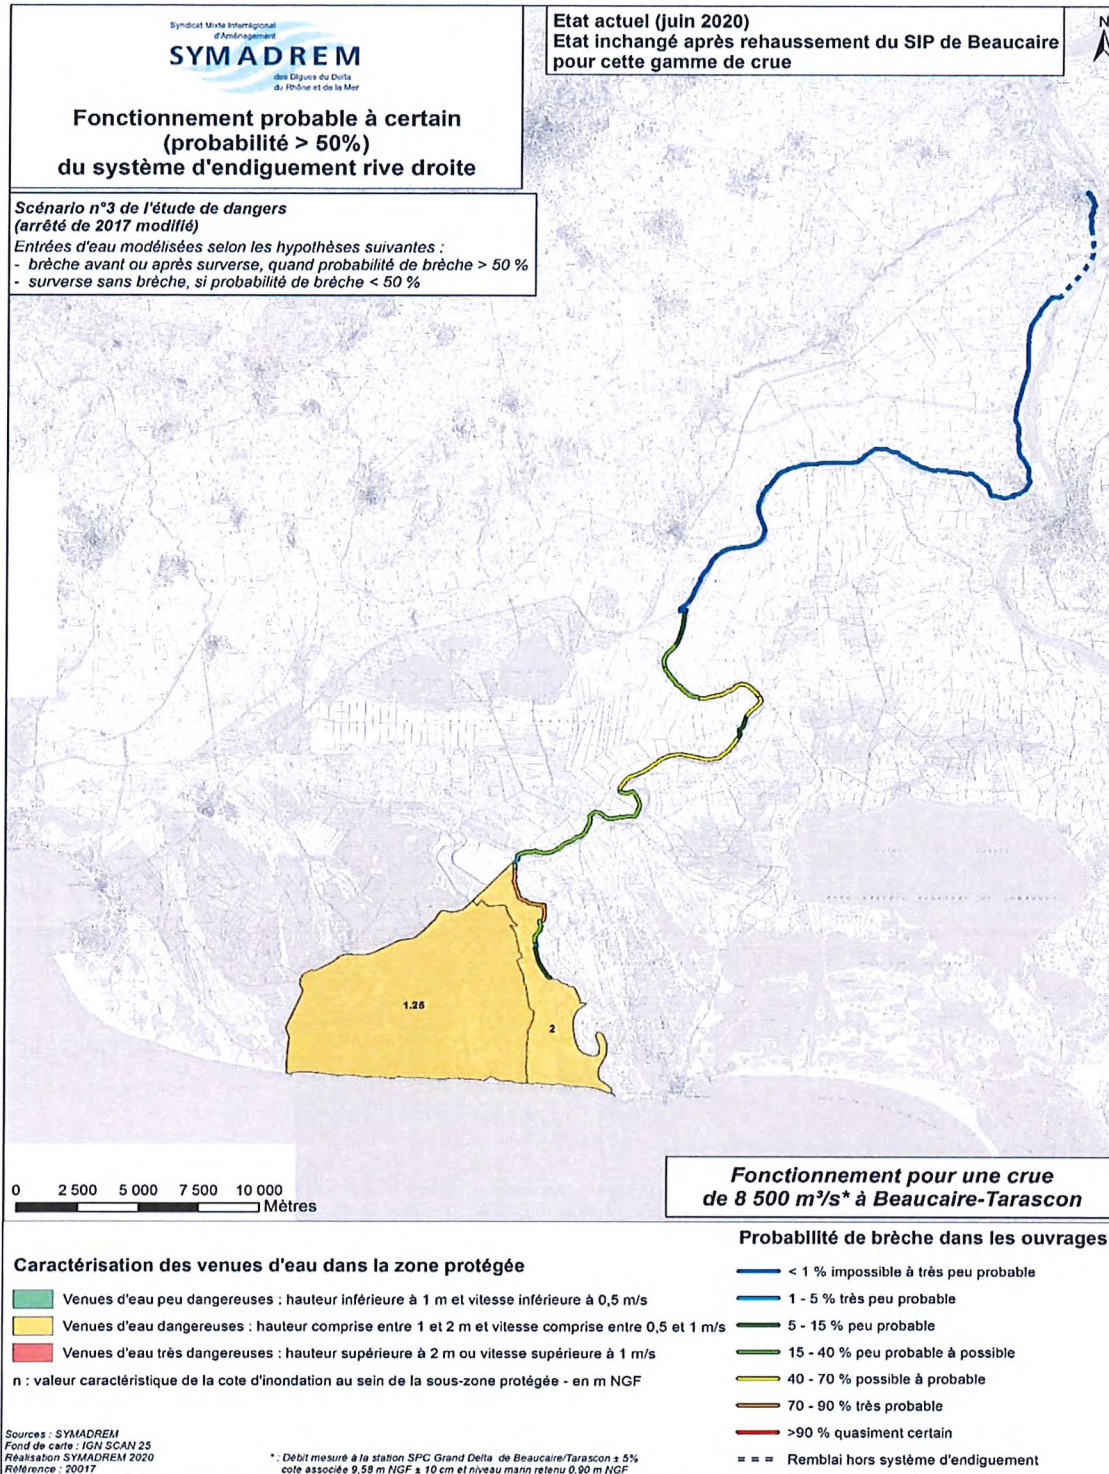 Syndicat Mixte Interrégional
d'Aménagement
SYMADREM
des Digues du Delta
du Rhône et de la Mer
Fonctionnement probable à certain
(probabilité > 50%)
du système d'endiguement rive droite
Etat actuel (juin 2020)
Etat inchangé après rehaussement du SIP de Beaucaire
pour cette gamme de crue
N
Scénario n°3 de l'étude de dangers
(arrêté de 2017 modifié)
Entrées d'eau modélisées selon les hypothèses suivantes :
- brèche avant ou après surverse, quand probabilité de brèche > 50 %
- surverse sans brèche, si probabilité de brèche < 50 %
1.25
2
0 2 500 5 000 7 500 10 000
Mètres
Fonctionnement pour une crue
de 8 500 m³/s* à Beaucaire-Tarascon
Caractérisation des venues d'eau dans la zone protégée
Venues d'eau peu dangereuses : hauteur inférieure à 1 m et vitesse inférieure à 0,5 m/s
Venues d'eau dangereuses : hauteur comprise entre 1 et 2 m et vitesse comprise entre 0,5 et 1 m/s
Venues d'eau très dangereuses : hauteur supérieure à 2 m ou vitesse supérieure à 1 m/s
n : valeur caractéristique de la cote d'inondation au sein de la sous-zone protégée - en m NGF
Probabilité de brèche dans les ouvrages
< 1 % impossible à très peu probable
1 - 5 % très peu probable
5 - 15 % peu probable
15 - 40 % peu probable à possible
40 - 70 % possible à probable
70 - 90 % très probable
>90 % quasiment certain
Remblai hors système d'endiguement
Sources : SYMADREM
Fond de carte : IGN SCAN 25
Réalisation SYMADREM 2020
Référence : 20017
* : Débit mesuré à la station SPC Grand Delta de Beaucaire/Tarascon ± 5%
cote associée 9,58 m NGF ± 10 cm et niveau marin retenu 0,90 m NGF